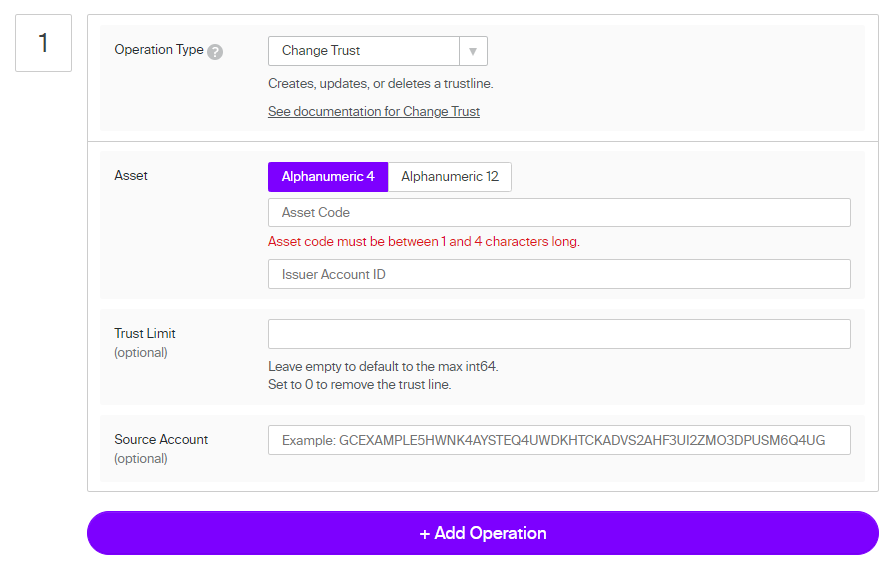 1
Operation Type ?
Change Trust ▼
Creates, updates, or deletes a trustline.
See documentation for Change Trust
Asset
Alphanumeric 4 Alphanumeric 12
Asset Code
Asset code must be between 1 and 4 characters long.
Issuer Account ID
Trust Limit
(optional)
Leave empty to default to the max int64.
Set to 0 to remove the trust line.
Source Account
(optional)
Example: GCEXAMPLE5HWNK4AYSTEQ4UWDKHTCKADVS2AHF3UI2ZMO3DPUSM6Q4UG
+ Add Operation